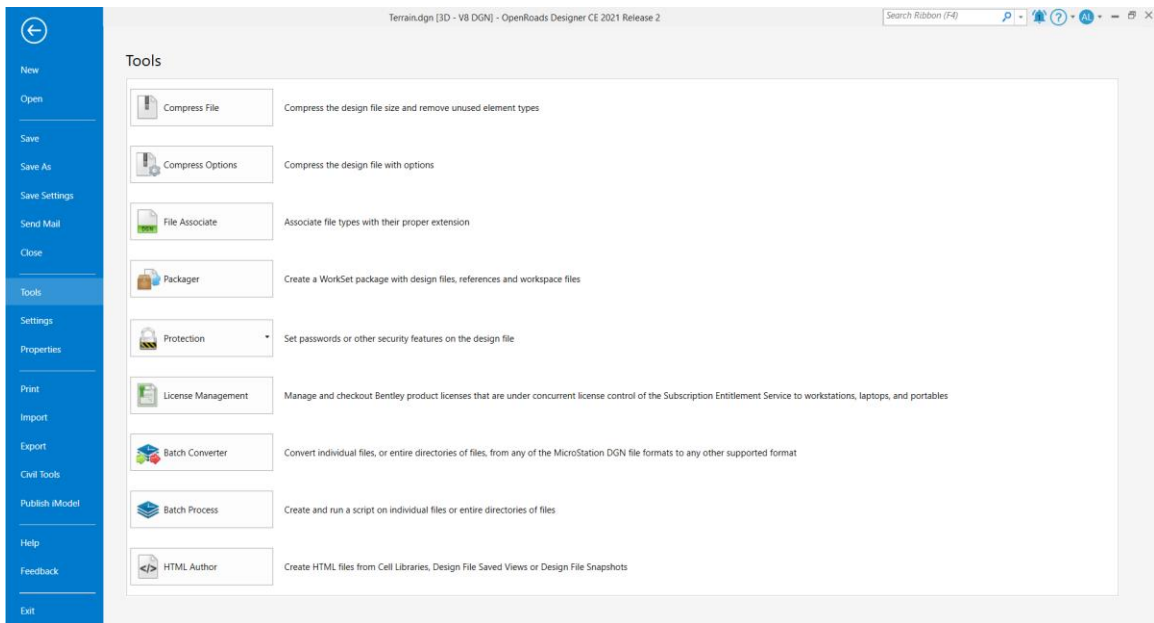 Terrain.dgn [3D - V8 DGN] - OpenRoads Designer CE 2021 Release 2
Search Ribbon (F4)
AL
New
Open
Save
Save As
Save Settings
Send Mail
Close
Tools
Settings
Properties
Print
Import
Export
Civil Tools
Publish iModel
Help
Feedback
Exit
Tools
Compress File Compress the design file size and remove unused element types
Compress Options Compress the design file with options
DGN
File Associate Associate file types with their proper extension
Packager Create a WorkSet package with design files, references and workspace files
Protection Set passwords or other security features on the design file
License Management Manage and checkout Bentley product licenses that are under concurrent license control of the Subscription Entitlement Service to workstations, laptops, and portables
Batch Converter Convert individual files, or entire directories of files, from any of the MicroStation DGN file formats to any other supported format
Batch Process Create and run a script on individual files or entire directories of files
</> HTML Author Create HTML files from Cell Libraries, Design File Saved Views or Design File Snapshots